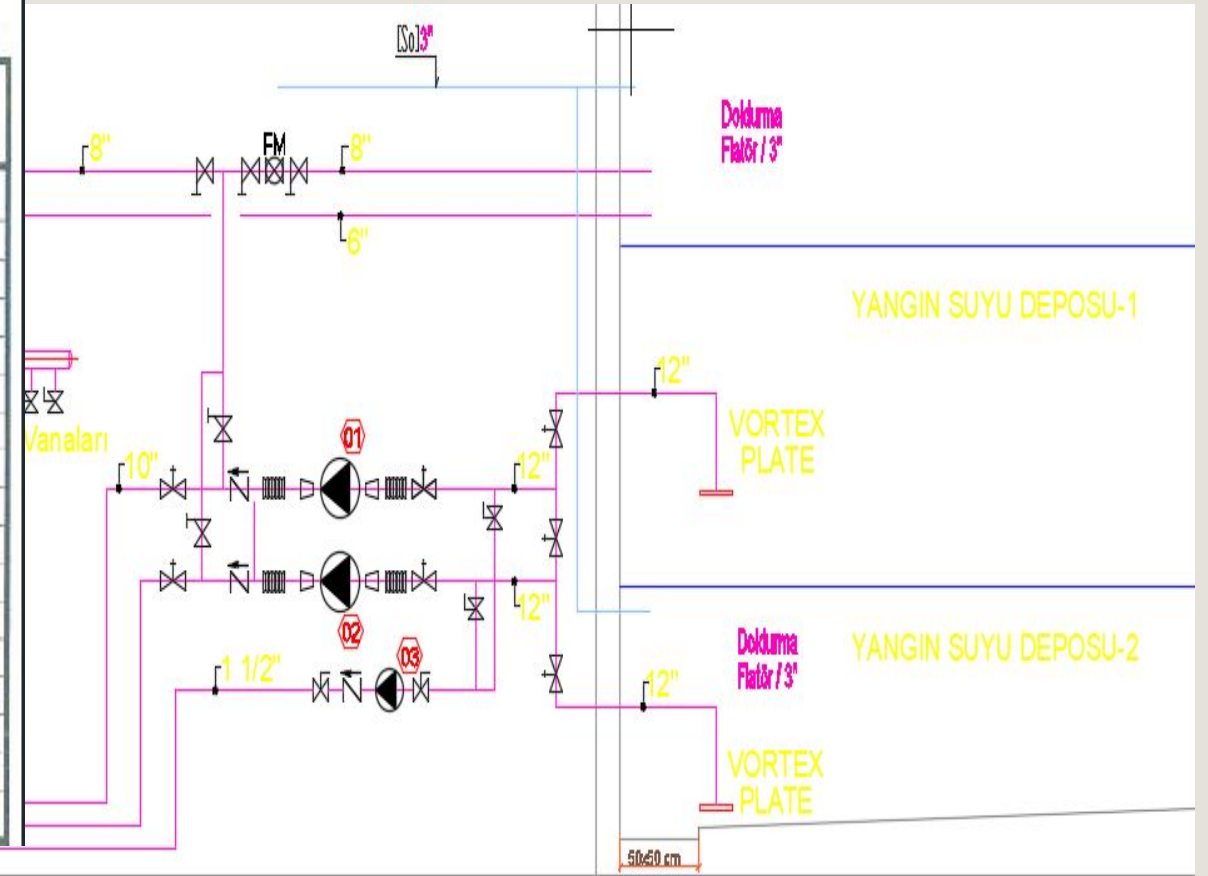 [So]3"
8"
FM
8"
Doldurma
Flatör / 3"
6"
YANGIN SUYU DEPOSU-1
12"
Vanaları
01
VORTEX
PLATE
10"
12"
02
12"
Doldurma
Flatör / 3"
YANGIN SUYU DEPOSU-2
03
1 1/2"
12"
VORTEX
PLATE
50x50 cm